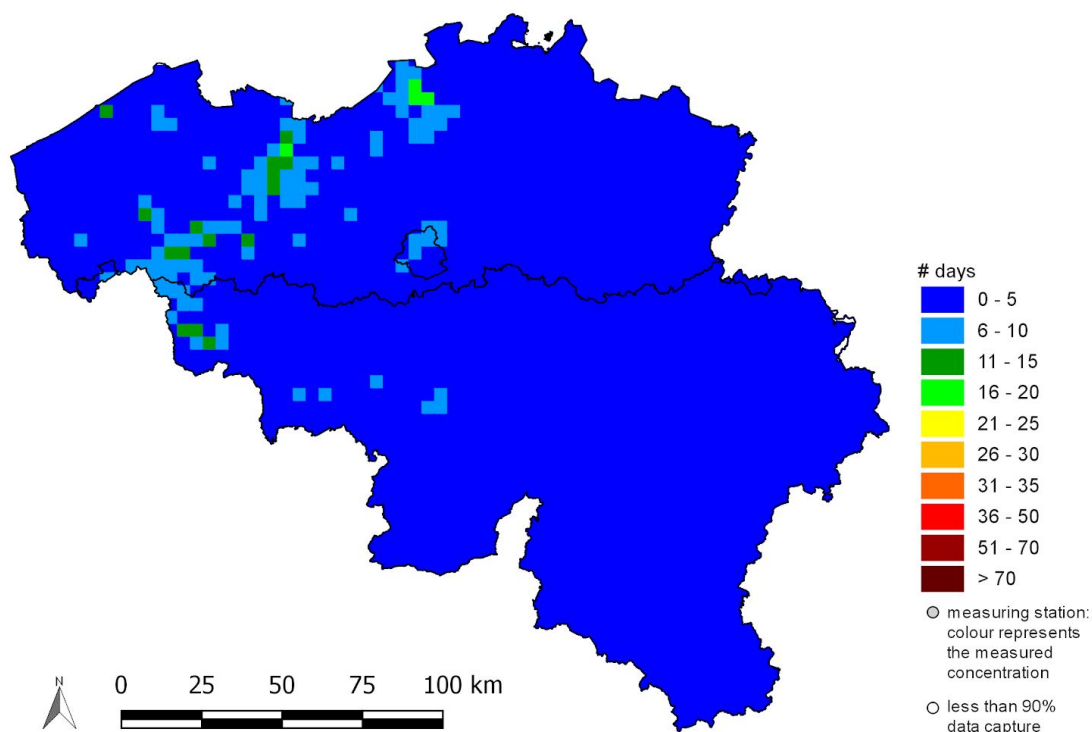 # days
0 - 5
6 - 10
11 - 15
16 - 20
21 - 25
26 - 30
31 - 35
36 - 50
51 - 70
> 70
measuring station:
colour represents
the measured
concentration
less than 90%
data capture
N
0 25 50 75 100 km